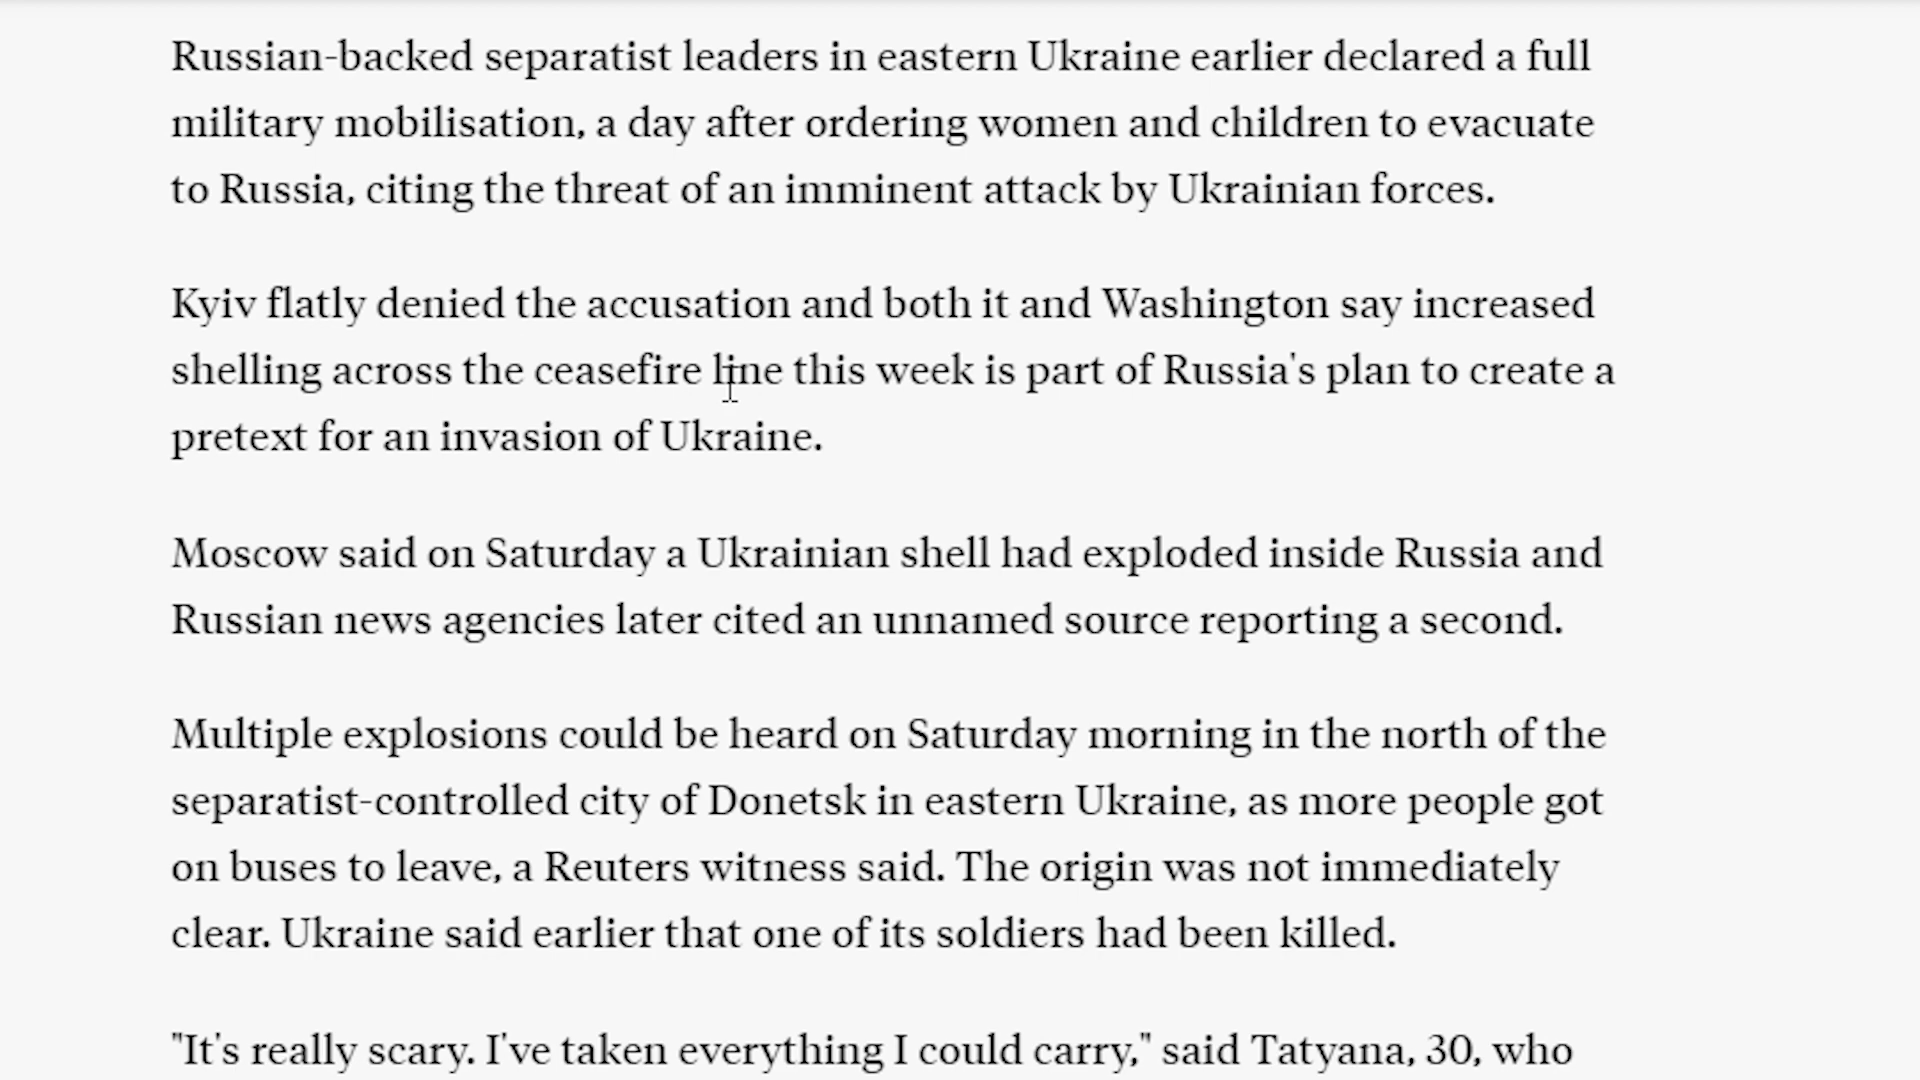 Russian-backed separatist leaders in eastern Ukraine earlier declared a full
military mobilisation, a day after ordering women and children to evacuate
to Russia, citing the threat of an imminent attack by Ukrainian forces.
Kyiv flatly denied the accusation and both it and Washington say increased
shelling across the ceasefire line this week is part of Russia's plan to create a
pretext for an invasion of Ukraine.
Moscow said on Saturday a Ukrainian shell had exploded inside Russia and
Russian news agencies later cited an unnamed source reporting a second.
Multiple explosions could be heard on Saturday morning in the north of the
separatist-controlled city of Donetsk in eastern Ukraine, as more people got
on buses to leave, a Reuters witness said. The origin was not immediately
clear. Ukraine said earlier that one of its soldiers had been killed.
"It's really scary. I've taken everything I could carry," said Tatyana, 30, who